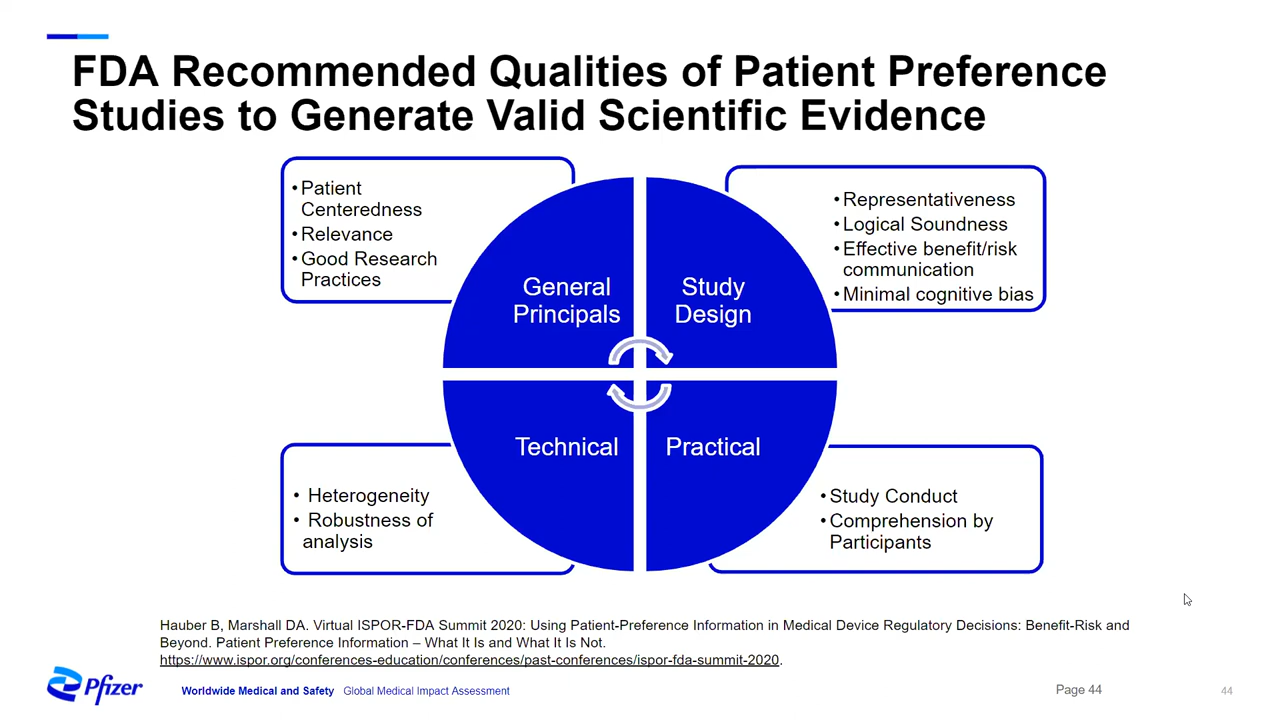 FDA Recommended Qualities of Patient Preference
Studies to Generate Valid Scientific Evidence
•Patient
Centeredness
•Relevance
•Good Research
Practices
•Representativeness
•Logical Soundness
•Effective benefit/risk
communication
•Minimal cognitive bias
General
Principals
Study
Design
Technical
Practical
• Heterogeneity
• Robustness of
analysis
•Study Conduct
•Comprehension by
Participants
Hauber B, Marshall DA. Virtual ISPOR-FDA Summit 2020: Using Patient-Preference Information in Medical Device Regulatory Decisions: Benefit-Risk and
Beyond. Patient Preference Information – What It Is and What It Is Not.
https://www.ispor.org/conferences-education/conferences/past-conferences/ispor-fda-summit-2020.
Pfizer
Worldwide Medical and Safety Global Medical Impact Assessment
Page 44
44